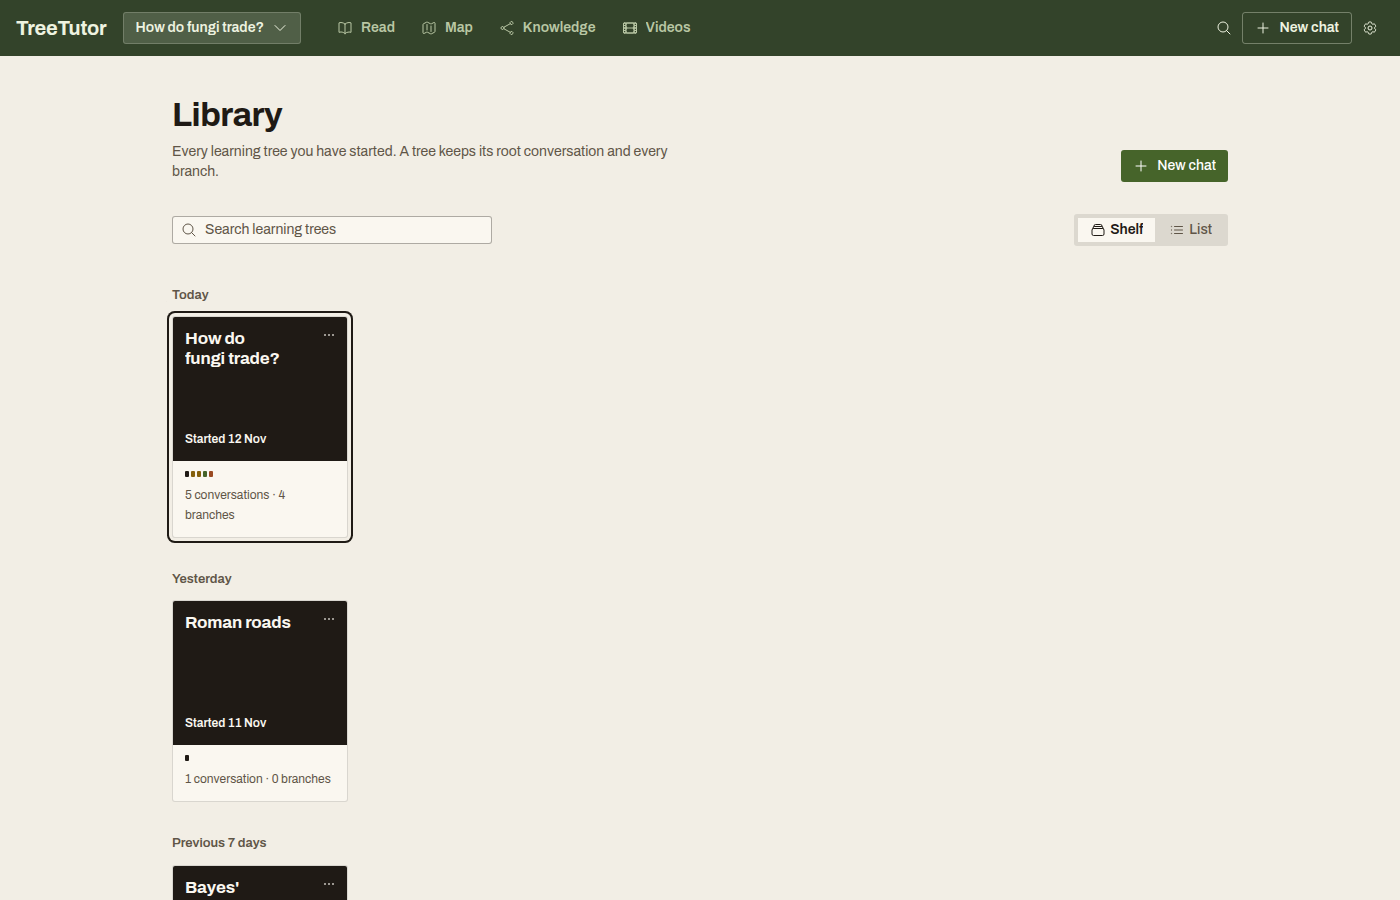 TreeTutor
How do fungi trade?
Read
Map
Knowledge
Videos
New chat
Library
Every learning tree you have started. A tree keeps its root conversation and every
branch.
New chat
Search learning trees
Shelf
List
Today
How do
fungi trade?
Started 12 Nov
5 conversations · 4
branches
Yesterday
Roman roads
Started 11 Nov
1 conversation · 0 branches
Previous 7 days
Bayes'